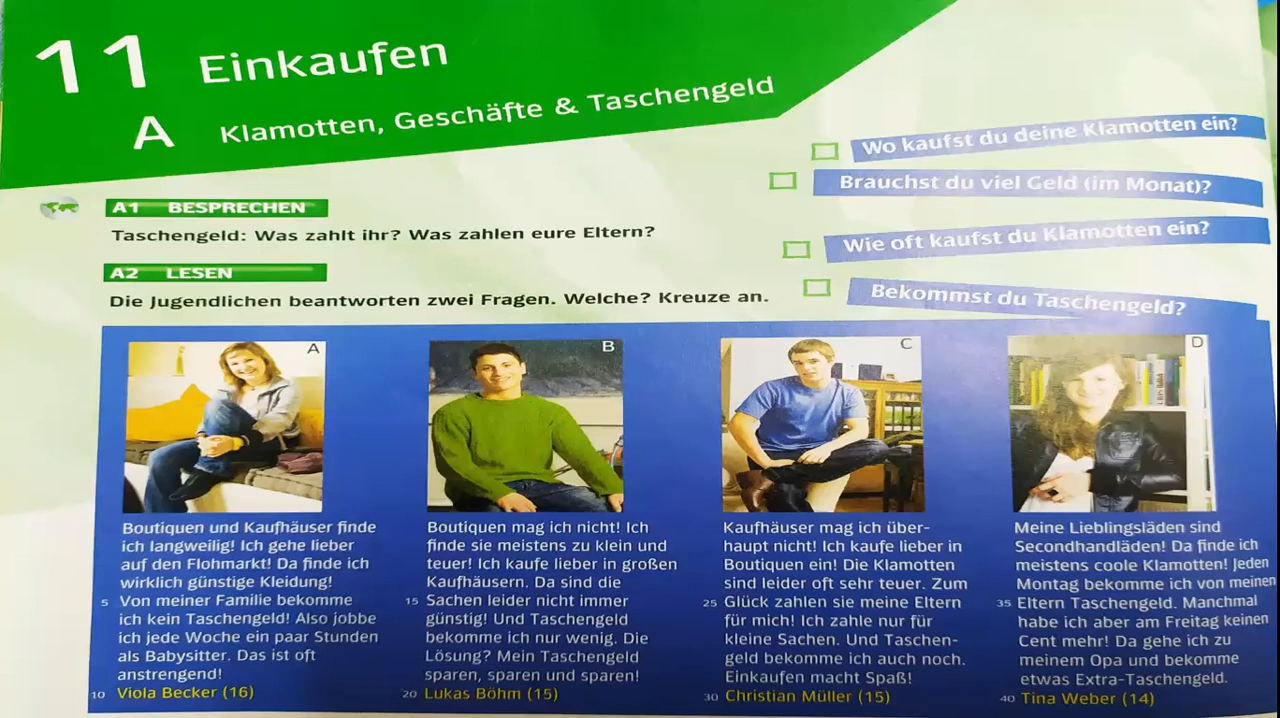 11 Einkaufen
A Klamotten, Geschäfte & Taschengeld
Wo kaufst du deine Klamotten ein?
Brauchst du viel Geld (im Monat)?
Wie oft kaufst du Klamotten ein?
Bekommst du Taschengeld?
A1 BESPRECHEN
Taschengeld: Was zahlt ihr? Was zahlen eure Eltern?
A2 LESEN
Die Jugendlichen beantworten zwei Fragen. Welche? Kreuze an.
A
Boutiquen und Kaufhäuser finde
ich langweilig! Ich gehe lieber
auf den Flohmarkt! Da finde ich
wirklich günstige Kleidung!
5 Von meiner Familie bekomme
ich kein Taschengeld! Also jobbe
ich jede Woche ein paar Stunden
als Babysitter. Das ist oft
anstrengend!
10 Viola Becker (16)
B
Boutiquen mag ich nicht! Ich
finde sie meistens zu klein und
teuer! Ich kaufe lieber in großen
Kaufhäusern. Da sind die
15 Sachen leider nicht immer
günstig! Und Taschengeld
bekomme ich nur wenig. Die
Lösung? Mein Taschengeld
sparen, sparen und sparen!
20 Lukas Böhm (15)
C
Kaufhäuser mag ich über-
haupt nicht! Ich kaufe lieber in
Boutiquen ein! Die Klamotten
sind leider oft sehr teuer. Zum
25 Glück zahlen sie meine Eltern
für mich! Ich zahle nur für
kleine Sachen. Und Taschen-
geld bekomme ich auch noch.
Einkaufen macht Spaß!
30 Christian Müller (15)
D
Meine Lieblingsläden sind
Secondhandläden! Da finde ich
meistens coole Klamotten! Jeden
Montag bekomme ich von meinen
35 Eltern Taschengeld. Manchmal
habe ich aber am Freitag keinen
Cent mehr! Da gehe ich zu
meinem Opa und bekomme
etwas Extra-Taschengeld.
40 Tina Weber (14)